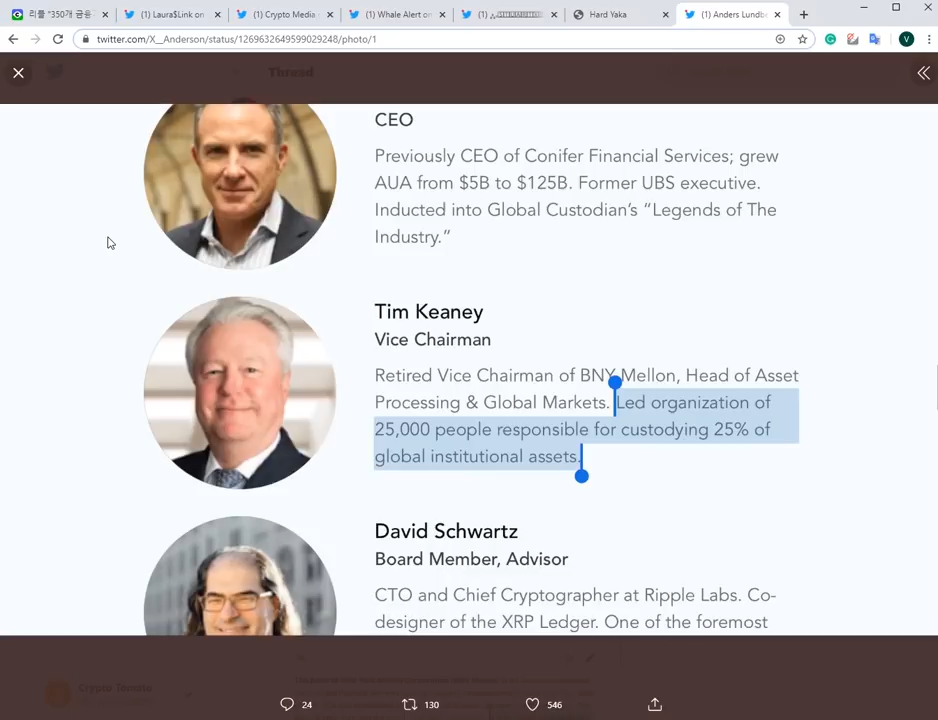 리플 "350개 금융
(1) Laura$Link on
(1) Crypto Media
(1) Whale Alert on
(1)
Hard Yaka
(1) Anders Lundbe
twitter.com/X__Anderson/status/1269632649599029248/photo/1
V
Thread
CEO
Previously CEO of Conifer Financial Services; grew
AUA from $5B to $125B. Former UBS executive.
Inducted into Global Custodian's "Legends of The
Industry."
Tim Keaney
Vice Chairman
Retired Vice Chairman of BNY Mellon, Head of Asset
Processing & Global Markets. Led organization of
25,000 people responsible for custodying 25% of
global institutional assets.
David Schwartz
Board Member, Advisor
CTO and Chief Cryptographer at Ripple Labs. Co-
designer of the XRP Ledger. One of the foremost
24
130
546